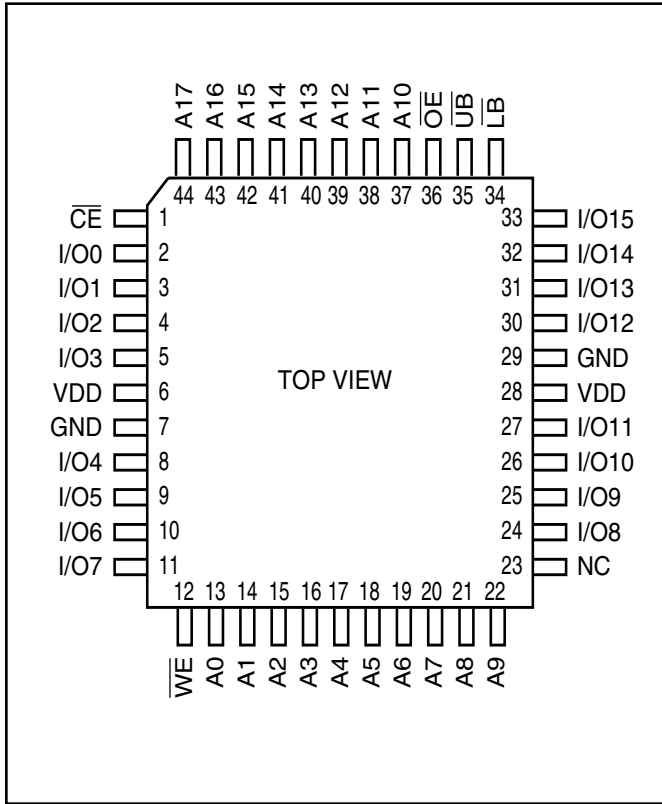 A17 A16 A15 A14 A13 A12 A11 A10 OE UB LB
44 43 42 41 40 39 38 37 36 35 34
CE 1 33 I/O15
I/O0 2 32 I/O14
I/O1 3 31 I/O13
I/O2 4 30 I/O12
I/O3 5 29 GND
TOP VIEW
VDD 6 28 VDD
GND 7 27 I/O11
I/O4 8 26 I/O10
I/O5 9 25 I/O9
I/O6 10 24 I/O8
I/O7 11 23 NC
12 13 14 15 16 17 18 19 20 21 22
WE A0 A1 A2 A3 A4 A5 A6 A7 A8 A9